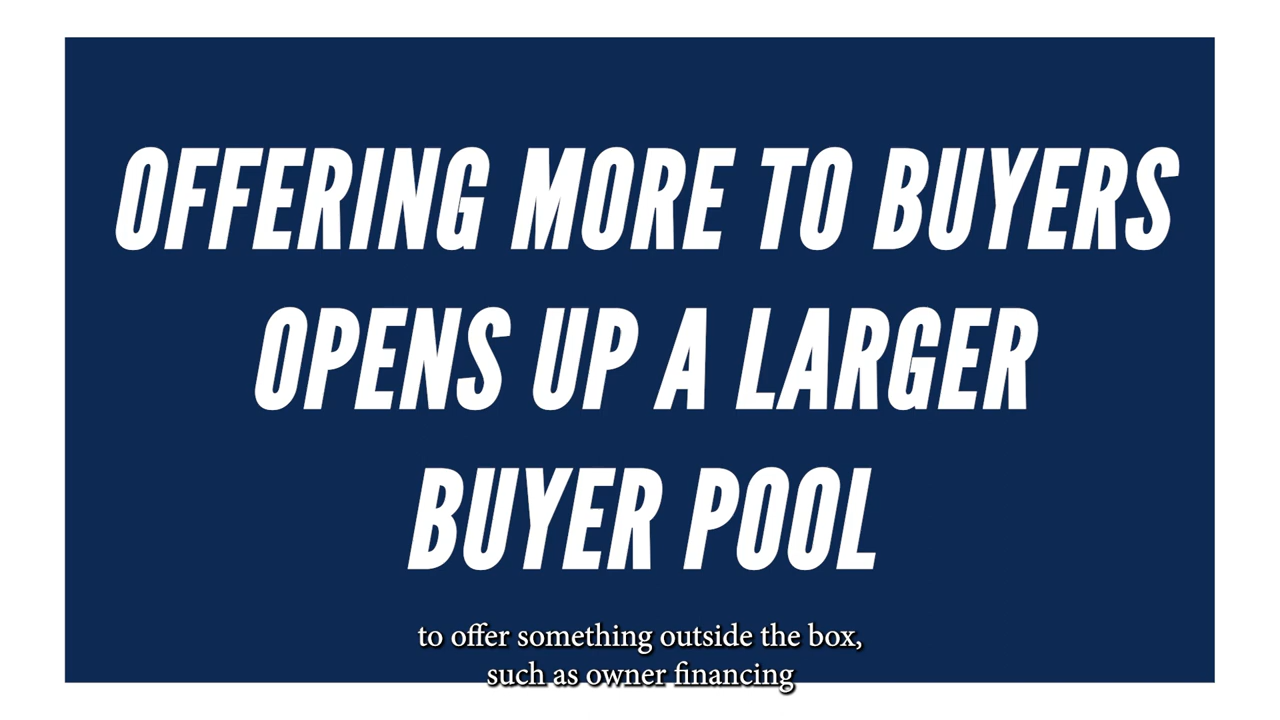 OFFERING MORE TO BUYERS
OPENS UP A LARGER
BUYER POOL
to offer something outside the box,
such as owner financing